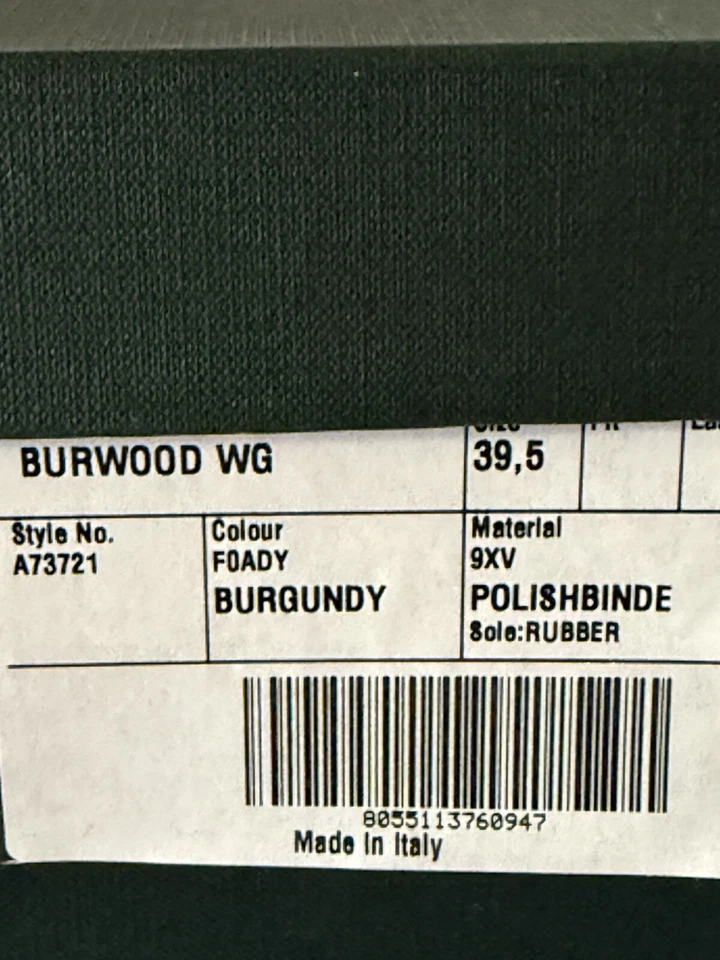 Size
BURWOOD WG
39,5
Style No.
A73721
Colour
F0ADY
BURGUNDY
Material
9XV
POLISHBINDE
Sole:RUBBER
8055113760947
Made In Italy